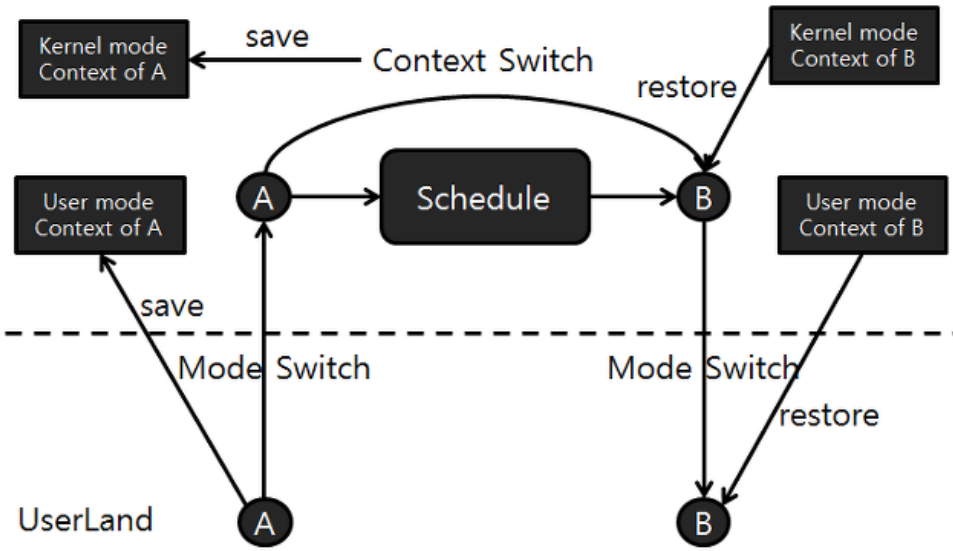 Kernel mode
Context of A
save
Context Switch
Kernel mode
Context of B
restore
User mode
Context of A
A
Schedule
B
User mode
Context of B
save
Mode Switch
Mode Switch
restore
UserLand
A
B